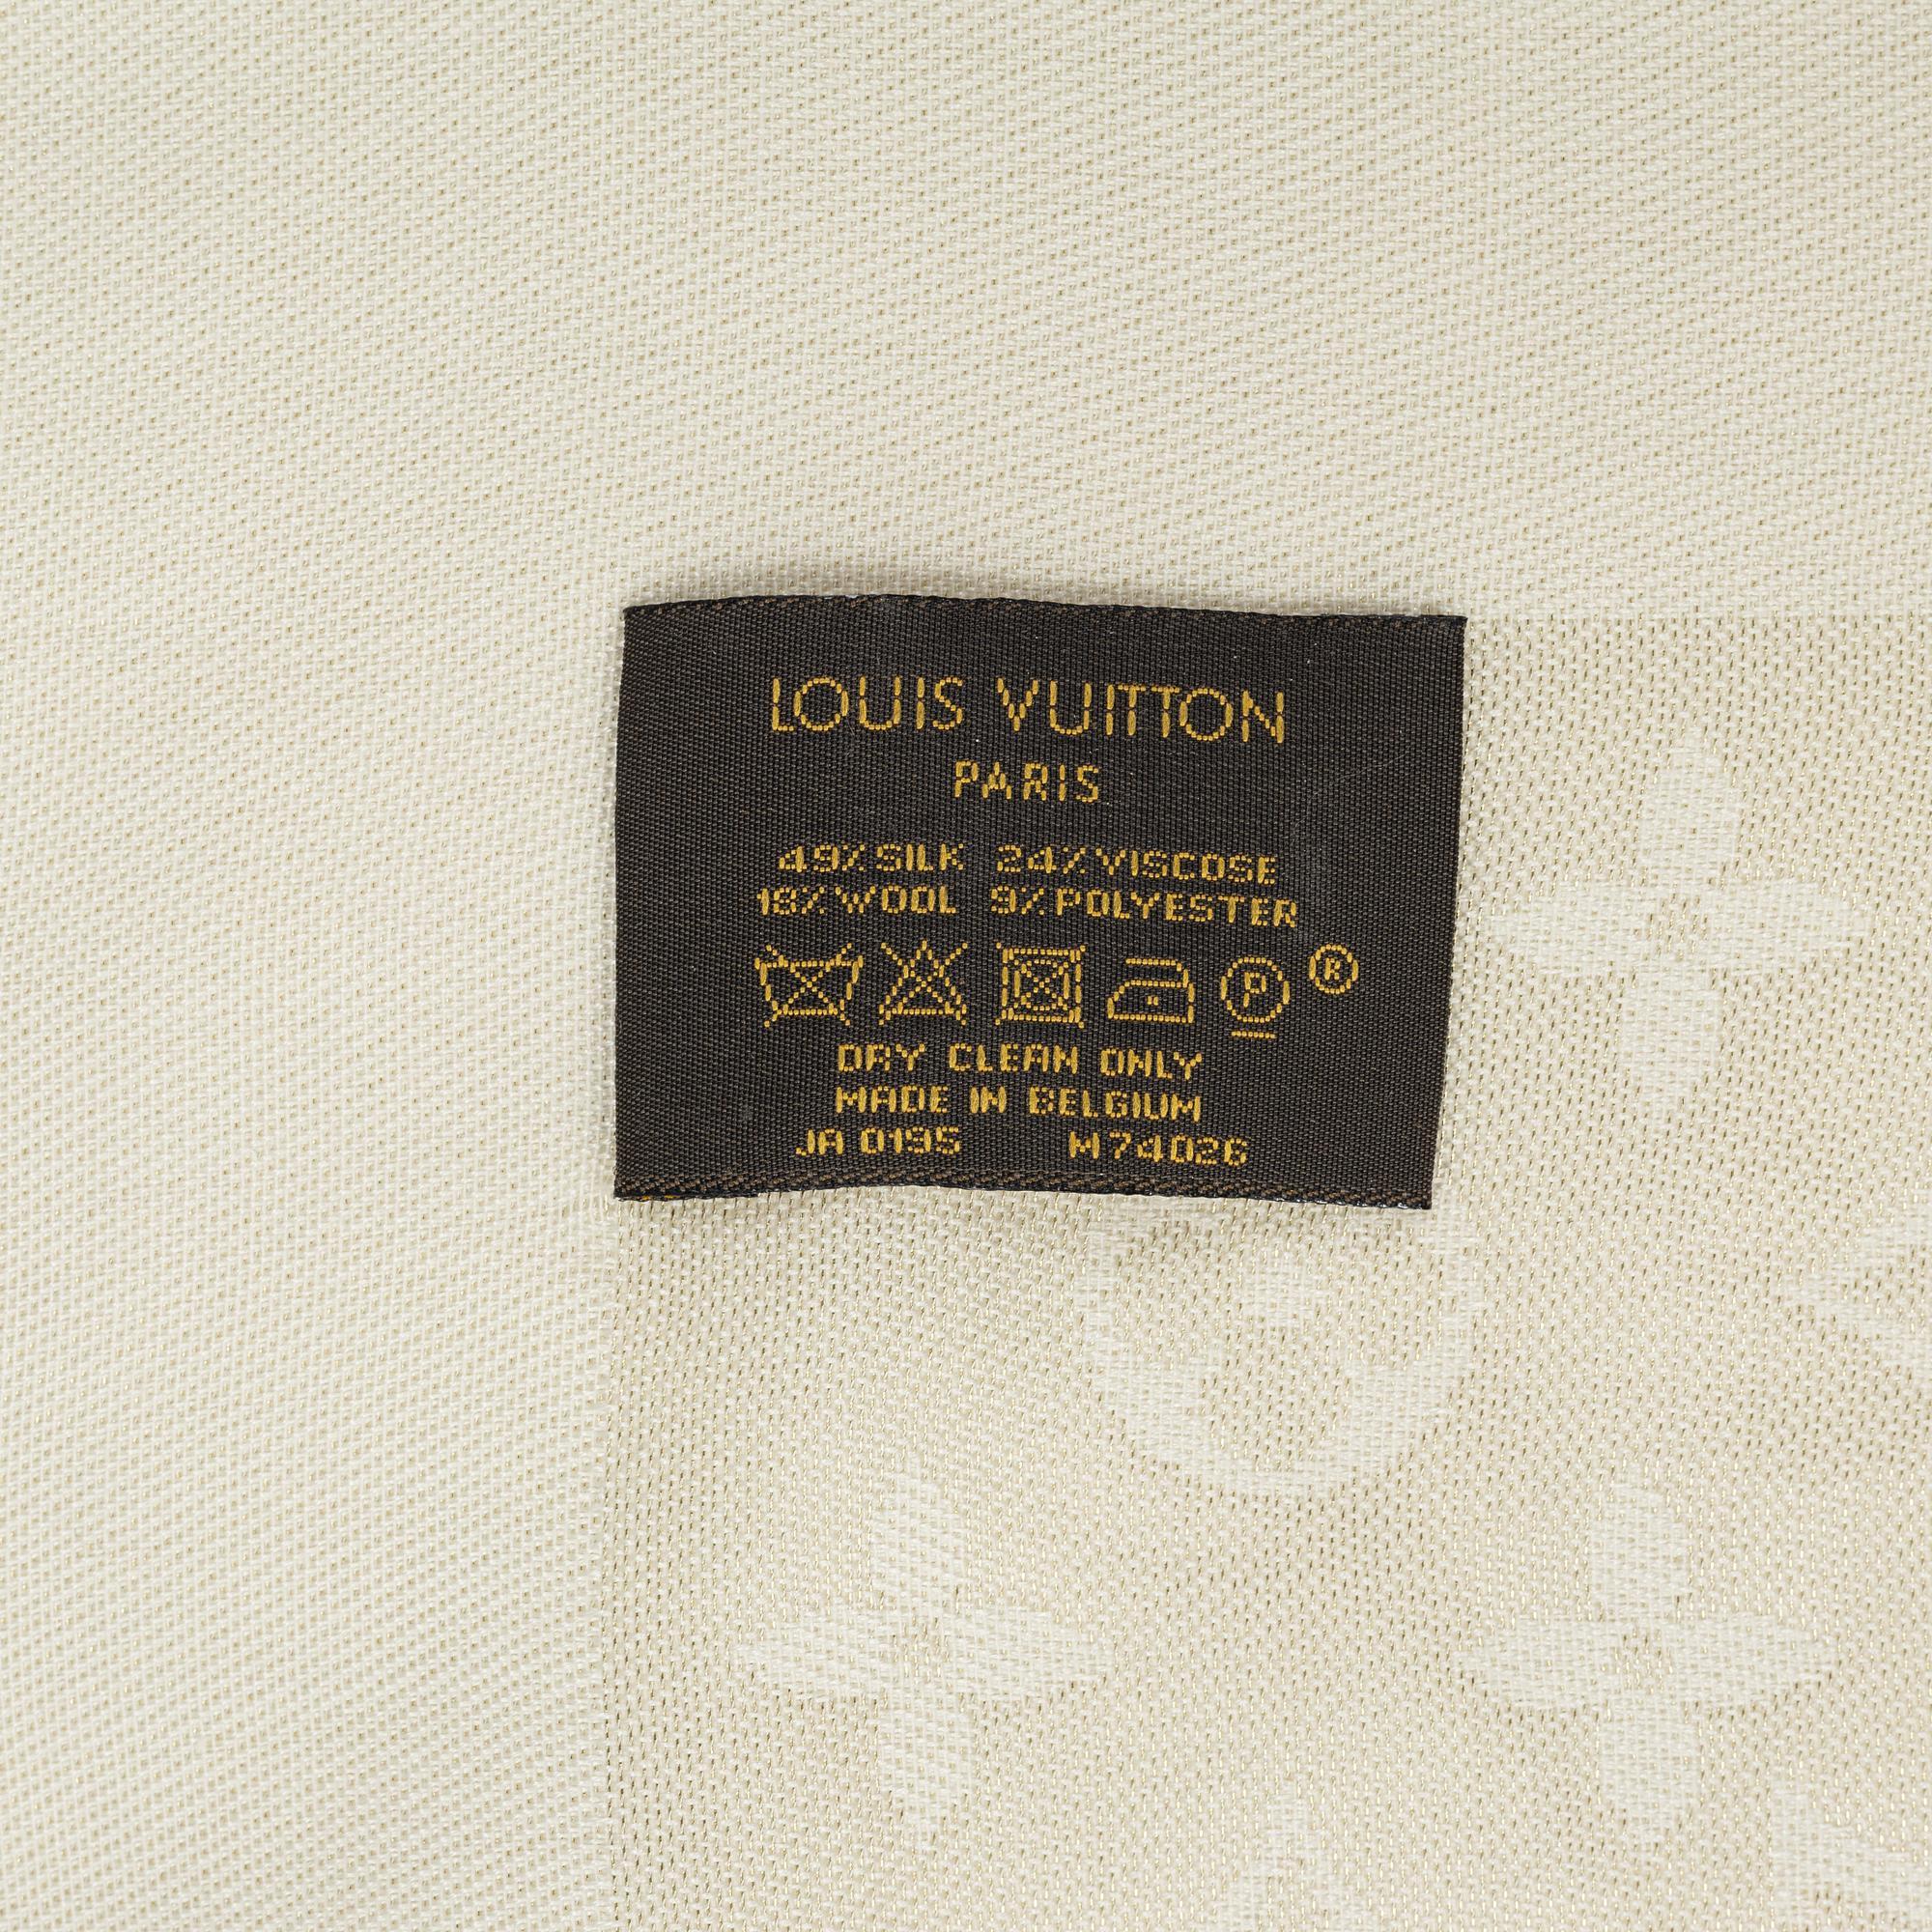 LOUIS VUITTON
PARIS
49% SILK 24% VISCOSE
18% WOOL 9% POLYESTER
P ®
DRY CLEAN ONLY
MADE IN BELGIUM
JA 0195 M74026